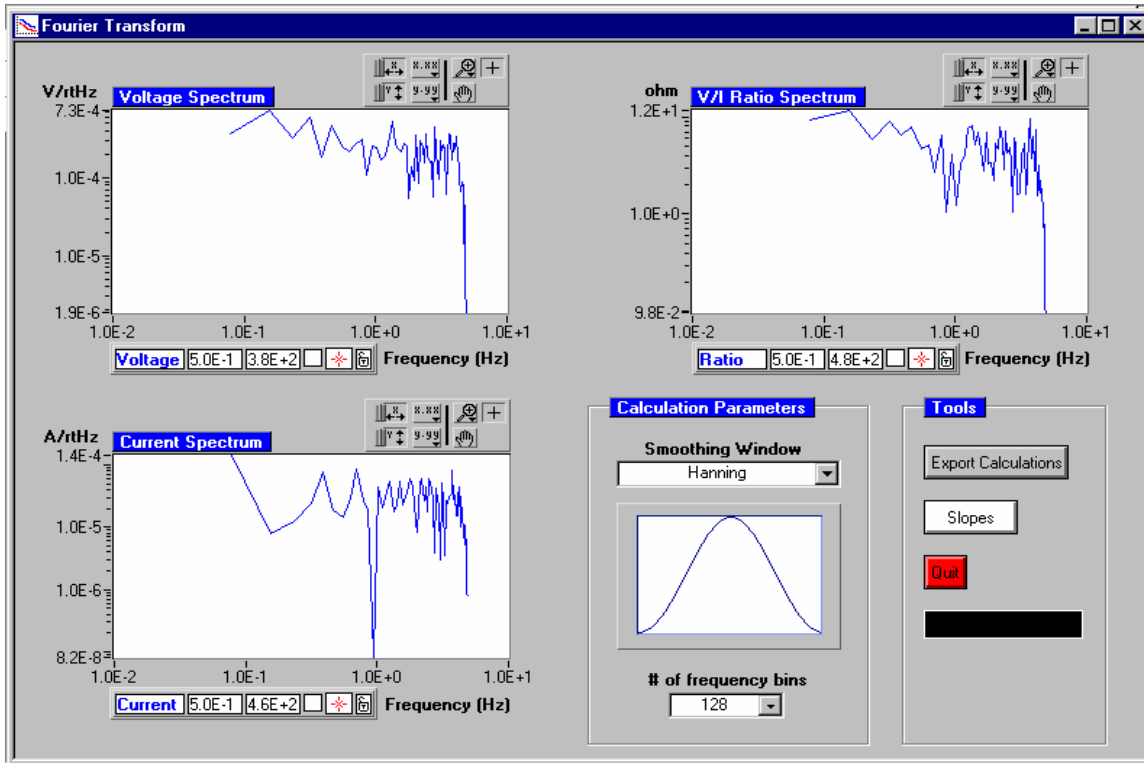 Fourier Transform
V/rtHz
Voltage Spectrum
X
X.XX
Y
Y.YY
7.3E-4
1.0E-4
1.0E-5
1.9E-6
1.0E-2 1.0E-1 1.0E+0 1.0E+1
Voltage 5.0E-1 3.8E+2 Frequency (Hz)
ohm
V/I Ratio Spectrum
X
X.XX
Y
Y.YY
1.2E+1
1.0E+0
9.8E-2
1.0E-2 1.0E-1 1.0E+0 1.0E+1
Ratio 5.0E-1 4.8E+2 Frequency (Hz)
A/rtHz
Current Spectrum
X
X.XX
Y
Y.YY
1.4E-4
1.0E-5
1.0E-6
8.2E-8
1.0E-2 1.0E-1 1.0E+0 1.0E+1
Current 5.0E-1 4.6E+2 Frequency (Hz)
Calculation Parameters
Smoothing Window
Hanning
# of frequency bins
128
Tools
Export Calculations
Slopes
Quit